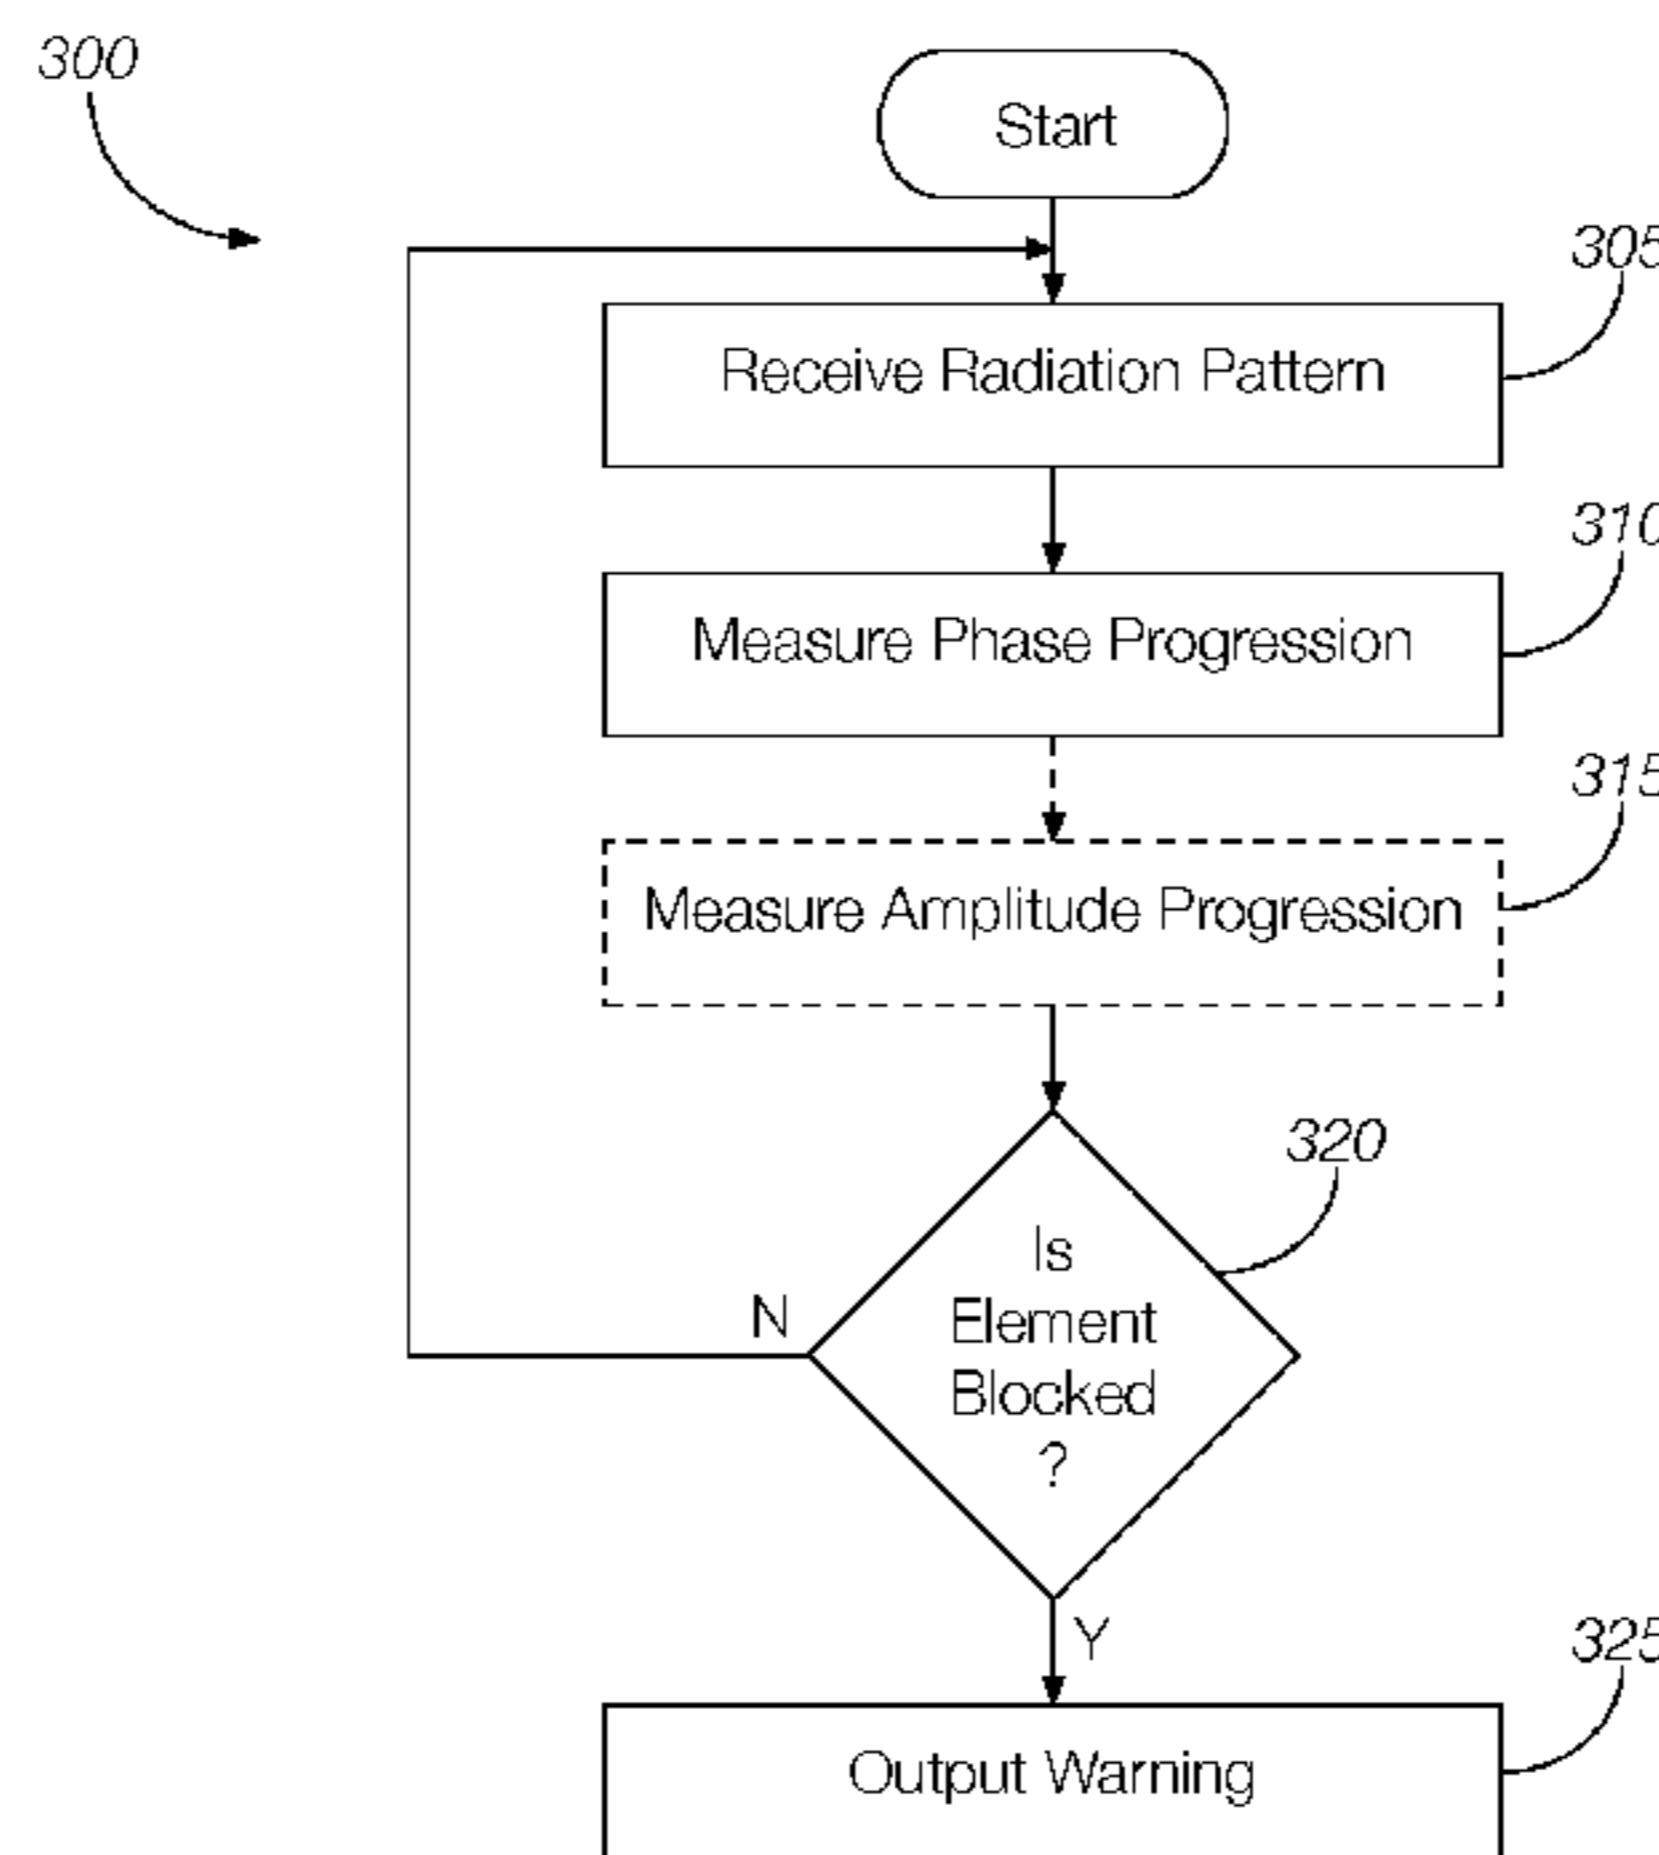 300
Start
305
Receive Radiation Pattern
310
Measure Phase Progression
315
Measure Amplitude Progression
320
Is
Element
Blocked
?
N
Y
325
Output Warning